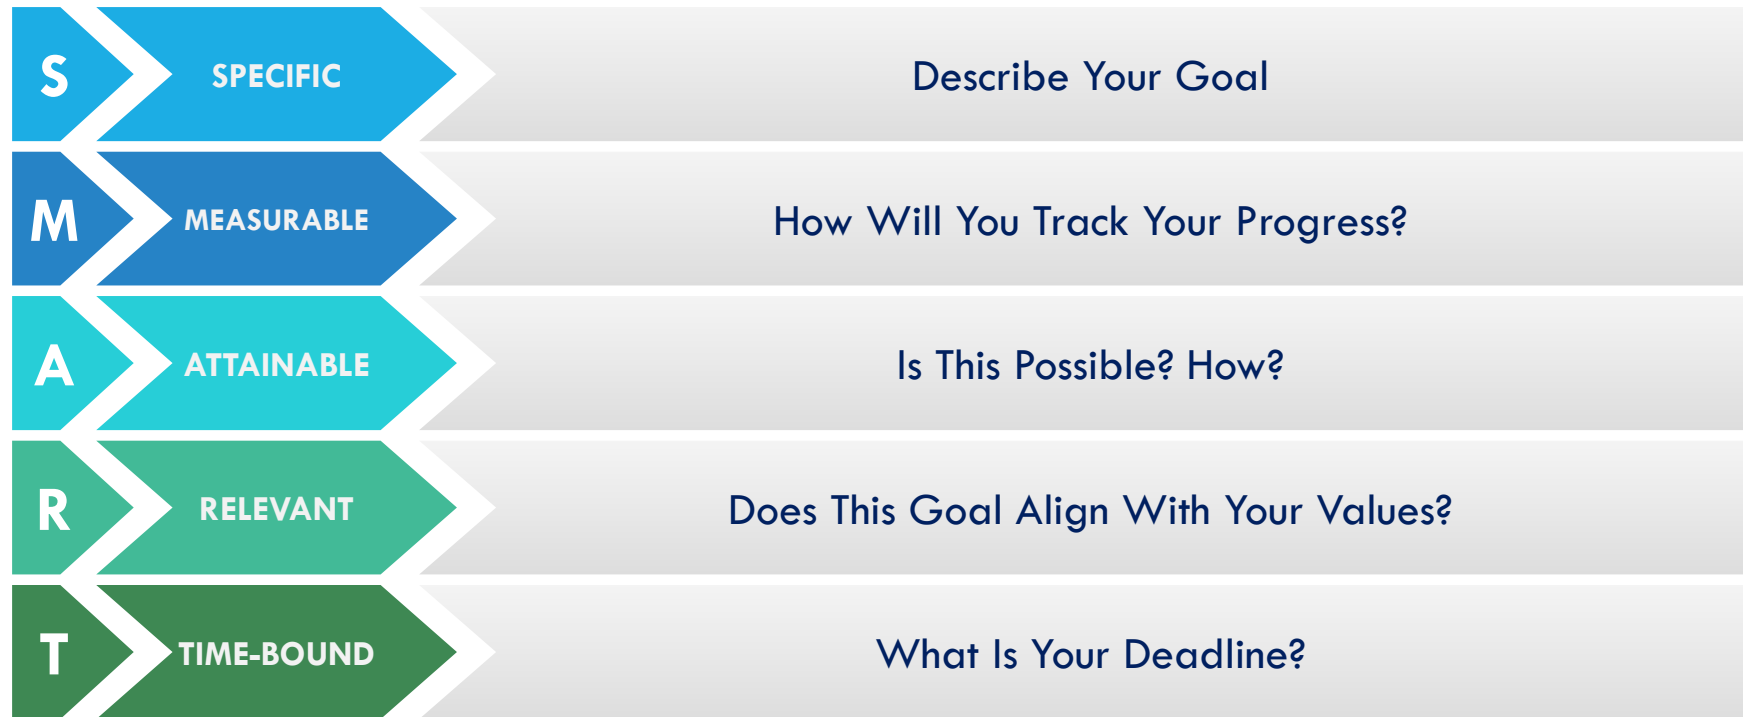 S SPECIFIC Describe Your Goal
M MEASURABLE How Will You Track Your Progress?
A ATTAINABLE Is This Possible? How?
R RELEVANT Does This Goal Align With Your Values?
T TIME-BOUND What Is Your Deadline?